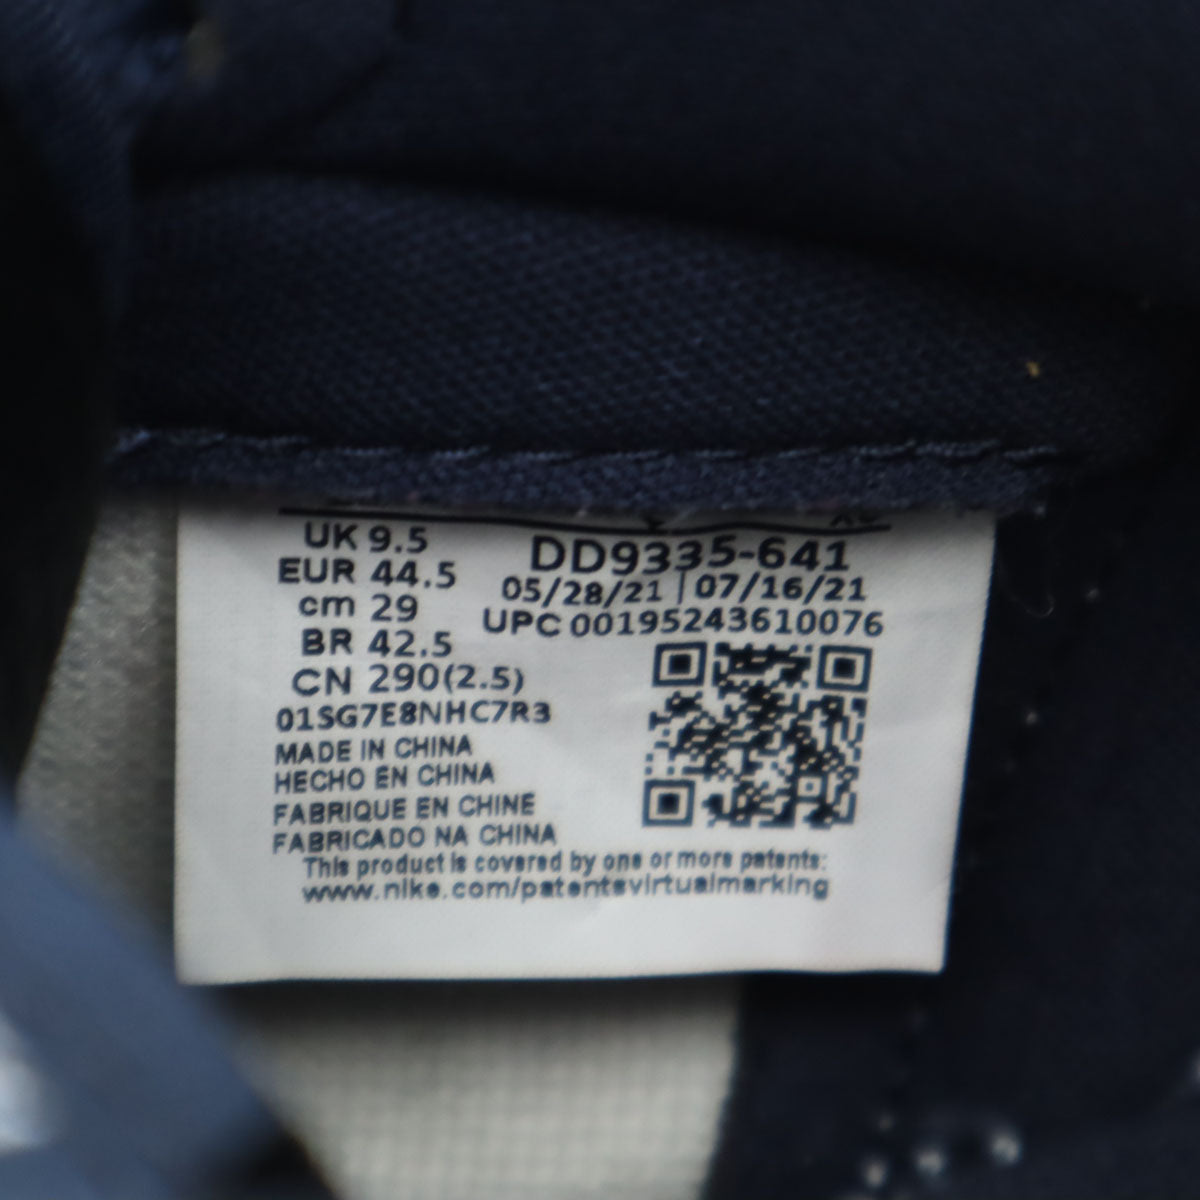 UK 9.5
EUR 44.5
cm 29
BR 42.5
CN 290(2.5)
01SG7E8NHC7R3
DD9335-641
05/28/21 | 07/16/21
UPC 00195243610076
MADE IN CHINA
HECHO EN CHINA
FABRIQUE EN CHINE
FABRICADO NA CHINA
This product is covered by one or more patents:
www.nike.com/patentsvirtualmarking